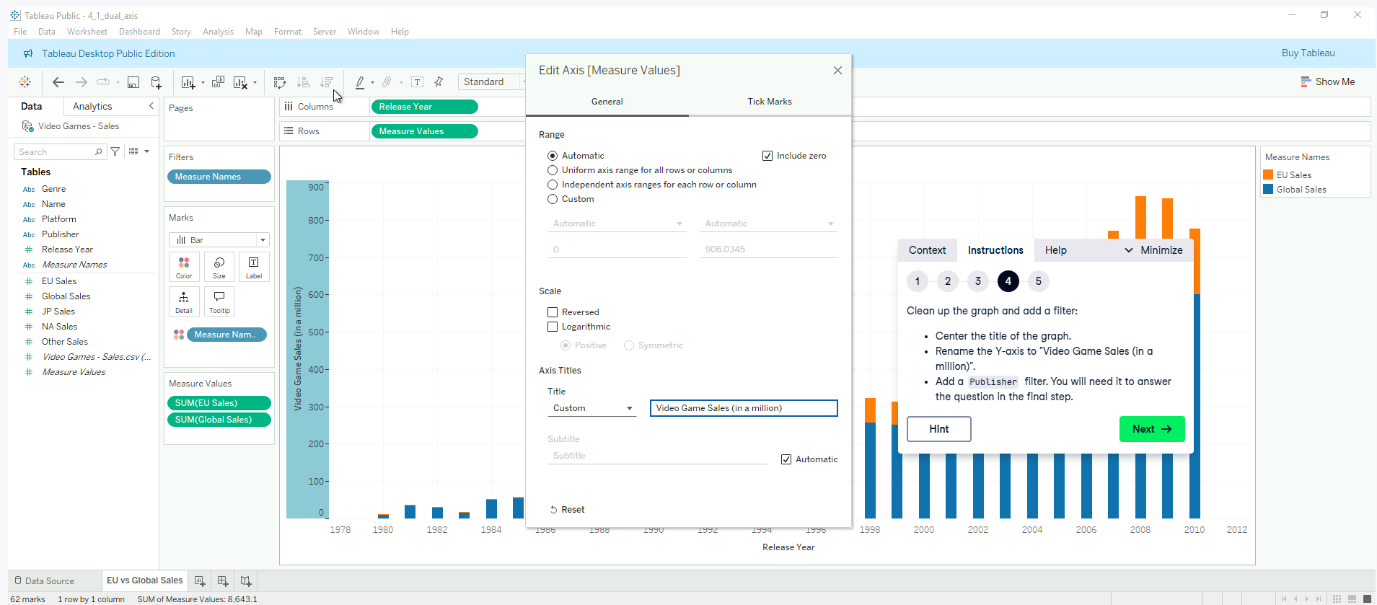 Tableau Public - 4_1_dual_axis
File Data Worksheet Dashboard Story Analysis Map Format Server Window Help
Tableau Desktop Public Edition
Buy Tableau
Standard
Show Me
Data Analytics
Video Games - Sales
Search
Tables
Abc Genre
Abc Name
Abc Platform
Abc Publisher
Release Year
Abc Measure Names
EU Sales
Global Sales
JP Sales
NA Sales
Other Sales
Video Games - Sales.csv (...
Measure Values
Pages
Filters
Measure Names
Marks
Bar
Color Size Label
Detail Tooltip
Measure Nam..
Measure Values
SUM(EU Sales)
SUM(Global Sales)
Columns Release Year
Rows Measure Values
900
800
700
600
500
400
300
200
100
0
Video Game Sales (in a million)
1978 1980 1982 1984 1986 1988 1990 1992 1994 1996 1998 2000 2002 2004 2006 2008 2010 2012
Release Year
Edit Axis [Measure Values]
General Tick Marks
Range
Automatic Include zero
Uniform axis range for all rows or columns
Independent axis ranges for each row or column
Custom
Automatic Automatic
0 906.0345
Scale
Reversed
Logarithmic
Positive Symmetric
Axis Titles
Title
Custom Video Game Sales (in a million)
Subtitle
Subtitle Automatic
Reset
Measure Names
EU Sales
Global Sales
Context Instructions Help Minimize
1 2 3 4 5
Clean up the graph and add a filter:
• Center the title of the graph.
• Rename the Y-axis to "Video Game Sales (in a
million)".
• Add a Publisher filter. You will need it to answer
the question in the final step.
HInt Next
Data Source EU vs Global Sales
62 marks 1 row by 1 column SUM of Measure Values: 8,643.1